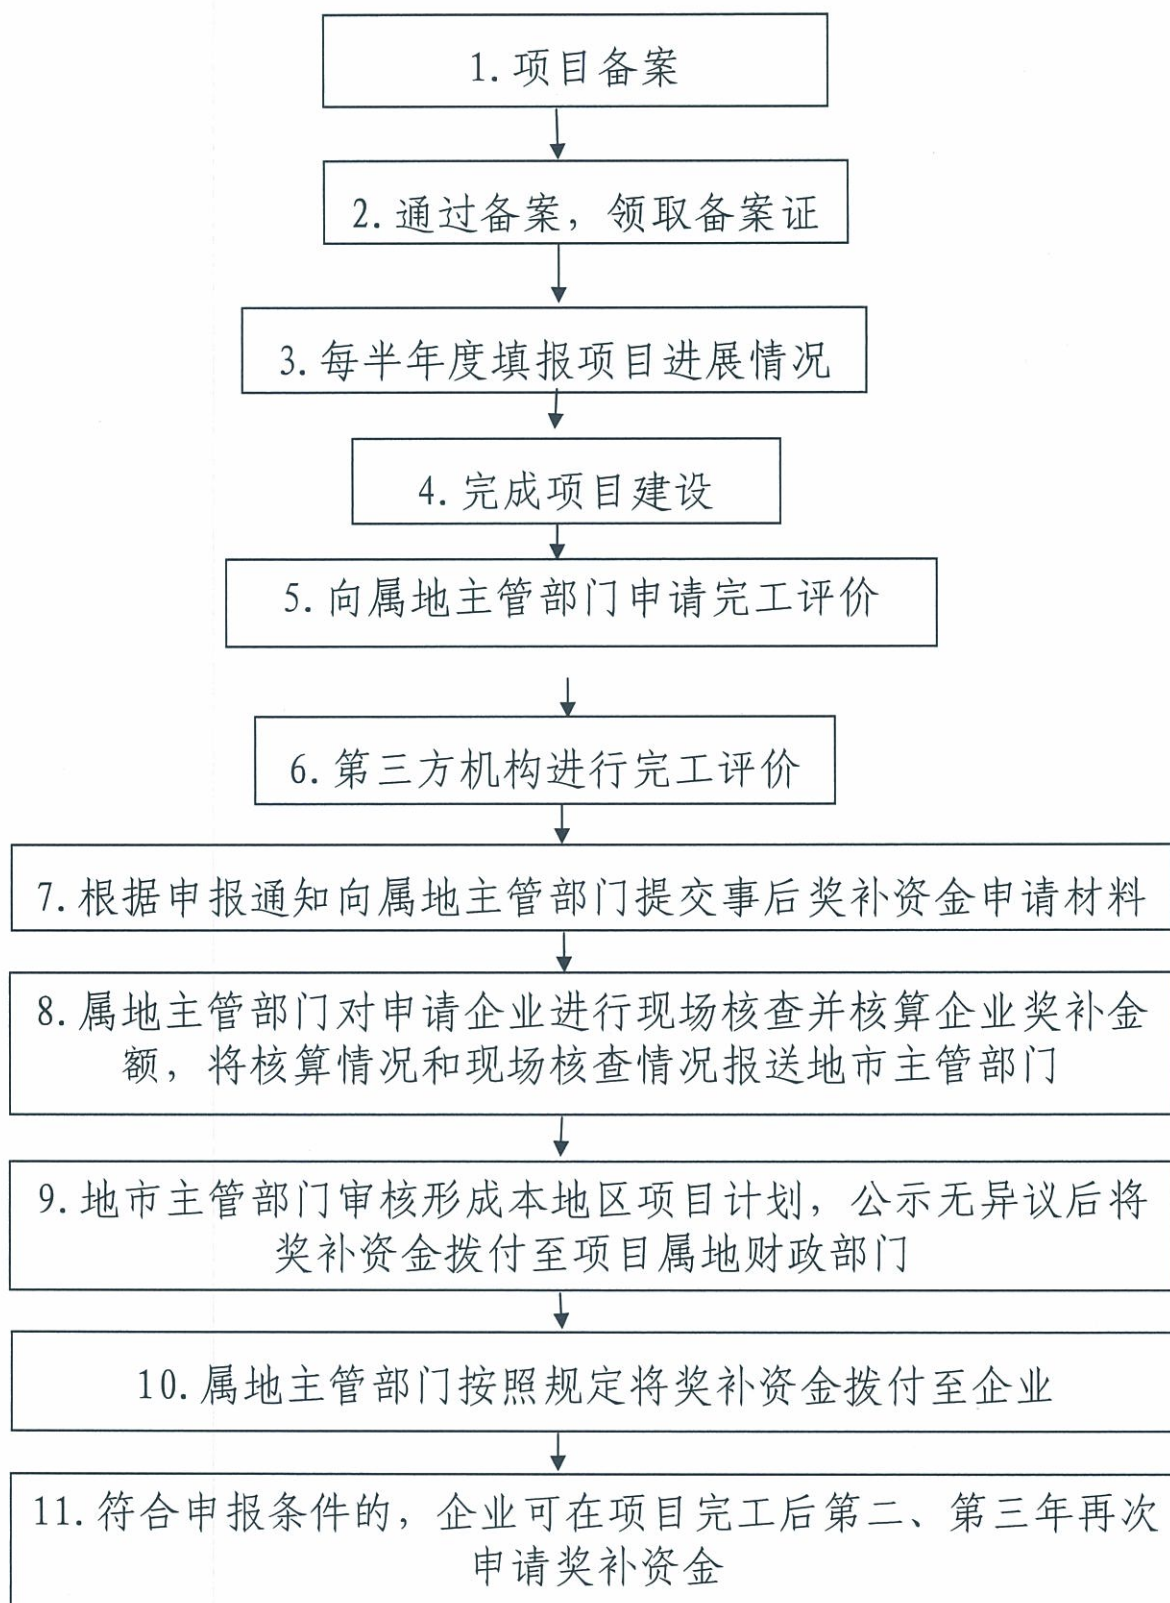 1. 项目备案
2. 通过备案，领取备案证
3. 每半年度填报项目进展情况
4. 完成项目建设
5. 向属地主管部门申请完工评价
6. 第三方机构进行完工评价
7. 根据申报通知向属地主管部门提交事后奖补资金申请材料
8. 属地主管部门对申请企业进行现场核查并核算企业奖补金
额，将核算情况和现场核查情况报送地市主管部门
9. 地市主管部门审核形成本地区项目计划，公示无异议后将
奖补资金拨付至项目属地财政部门
10. 属地主管部门按照规定将奖补资金拨付至企业
11. 符合申报条件的，企业可在项目完工后第二、第三年再次
申请奖补资金